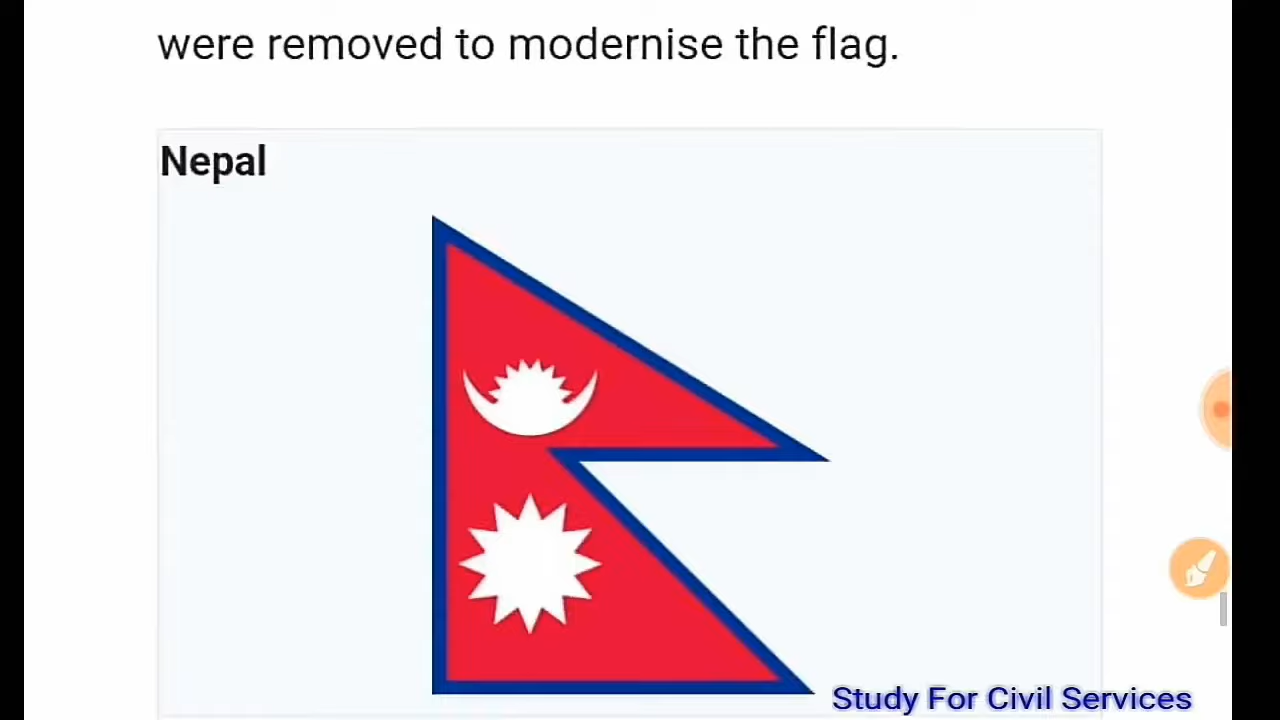 were removed to modernise the flag.
Nepal
Study For Civil Services